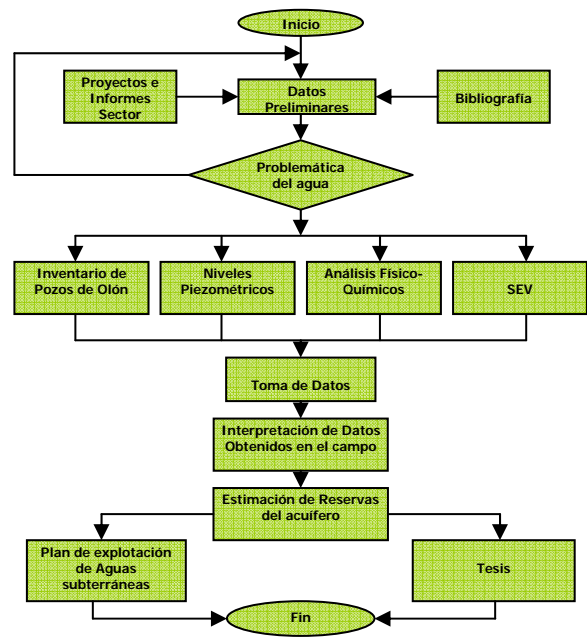 Inicio
Proyectos e
Informes
Sector
Datos
Preliminares
Bibliografía
Problemática
del agua
Inventario de
Pozos de Olón
Niveles
Piezométricos
Análisis Físico-
Químicos
SEV
Toma de Datos
Interpretación de Datos
Obtenidos en el campo
Estimación de Reservas
del acuífero
Plan de explotación
de Aguas
subterráneas
Tesis
Fin